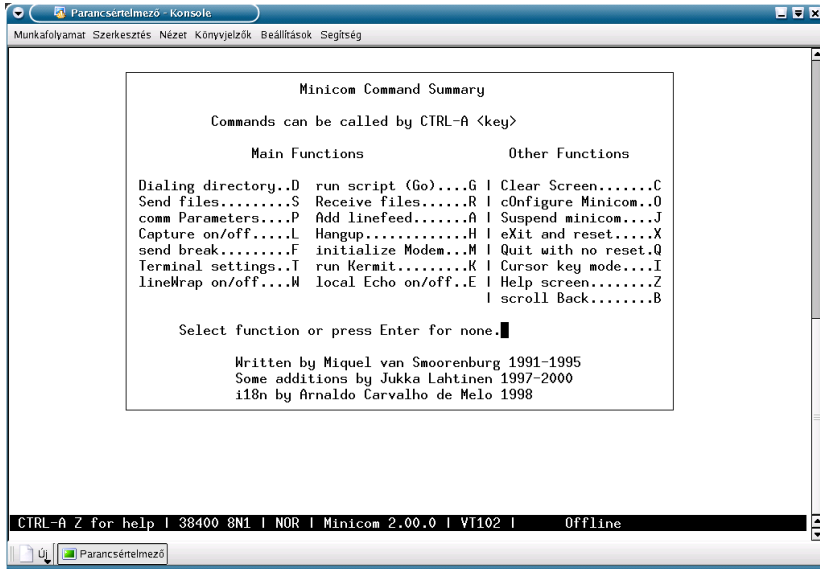 Parancsértelmező - Konsole
Munkafolyamat Szerkesztés Nézet Könyvjelzők Beállítások Segítség
Minicom Command Summary
Commands can be called by CTRL-A <key>
Main Functions Other Functions
Dialing directory..D run script (Go)....G | Clear Screen.......C
Send files.........S Receive files......R | cOnfigure Minicom..O
comm Parameters....P Add linefeed.......A | Suspend minicom....J
Capture on/off.....L Hangup.............H | eXit and reset.....X
send break.........F initialize Modem...M | Quit with no reset.Q
Terminal settings..T run Kermit.........K | Cursor key mode....I
lineWrap on/off....W local Echo on/off..E | Help screen........Z
| scroll Back........B
Select function or press Enter for none.
Written by Miquel van Smoorenburg 1991-1995
Some additions by Jukka Lahtinen 1997-2000
i18n by Arnaldo Carvalho de Melo 1998
CTRL-A Z for help | 38400 8N1 | NOR | Minicom 2.00.0 | VT102 | Offline
Új Parancsértelmező